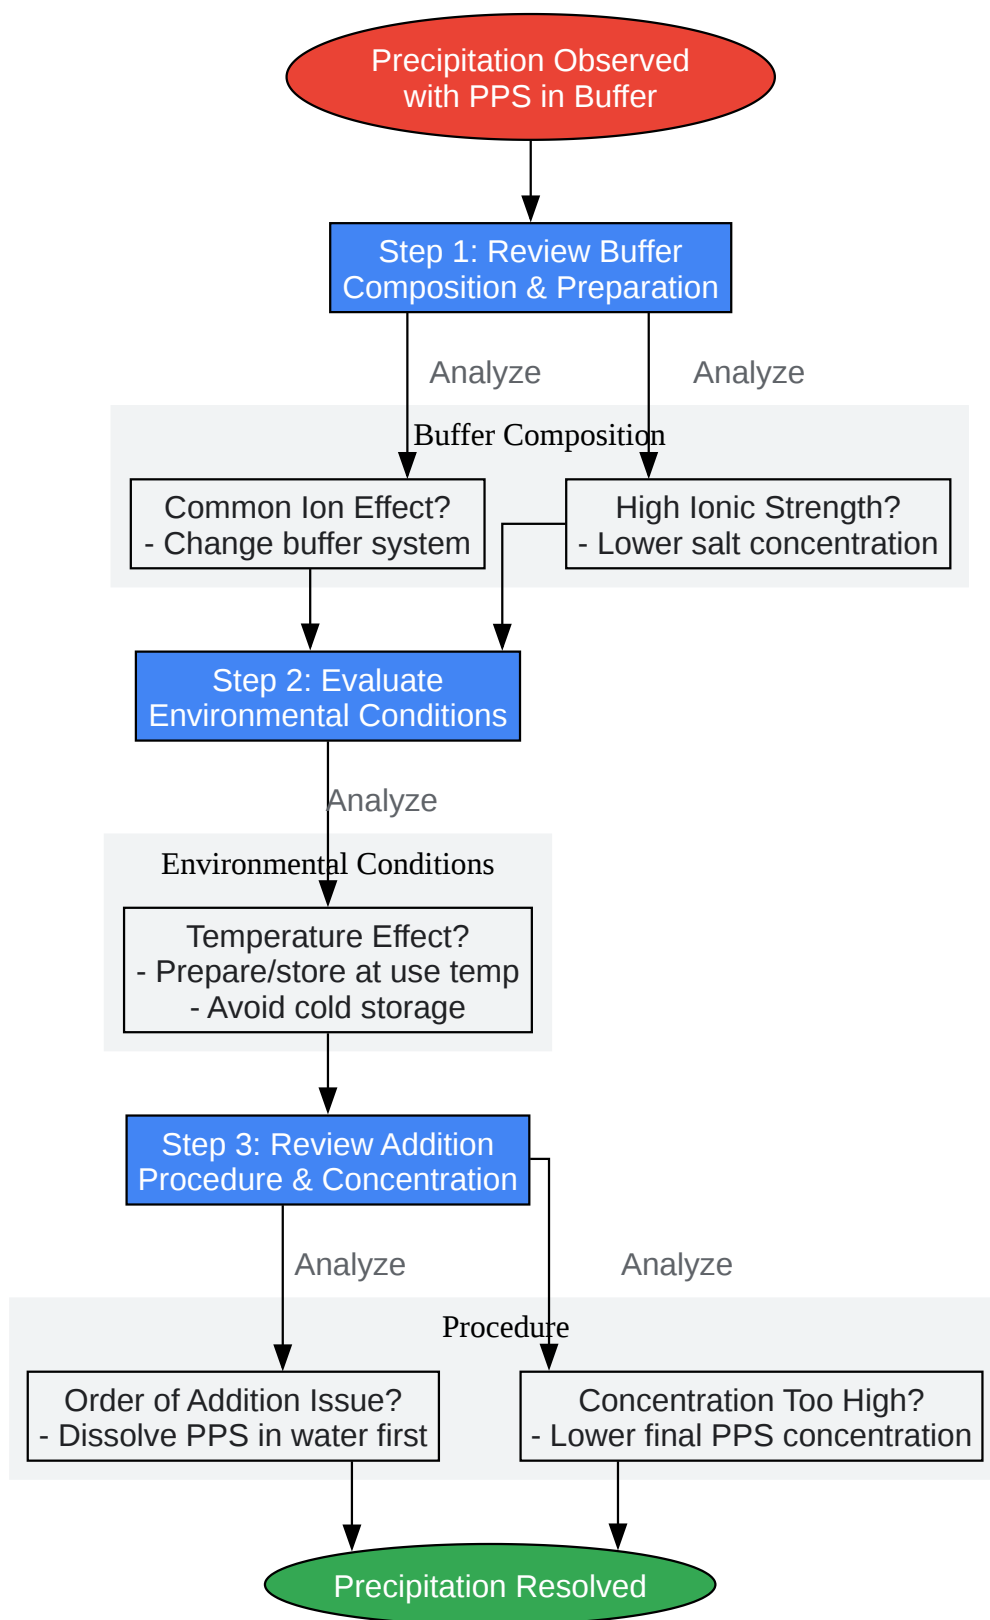 Precipitation Observed
with PPS in Buffer
Step 1: Review Buffer
Composition & Preparation
Analyze
Analyze
Buffer Composition
Common Ion Effect?
- Change buffer system
High Ionic Strength?
- Lower salt concentration
Step 2: Evaluate
Environmental Conditions
Analyze
Environmental Conditions
Temperature Effect?
- Prepare/store at use temp
- Avoid cold storage
Step 3: Review Addition
Procedure & Concentration
Analyze
Analyze
Procedure
Order of Addition Issue?
- Dissolve PPS in water first
Concentration Too High?
- Lower final PPS concentration
Precipitation Resolved